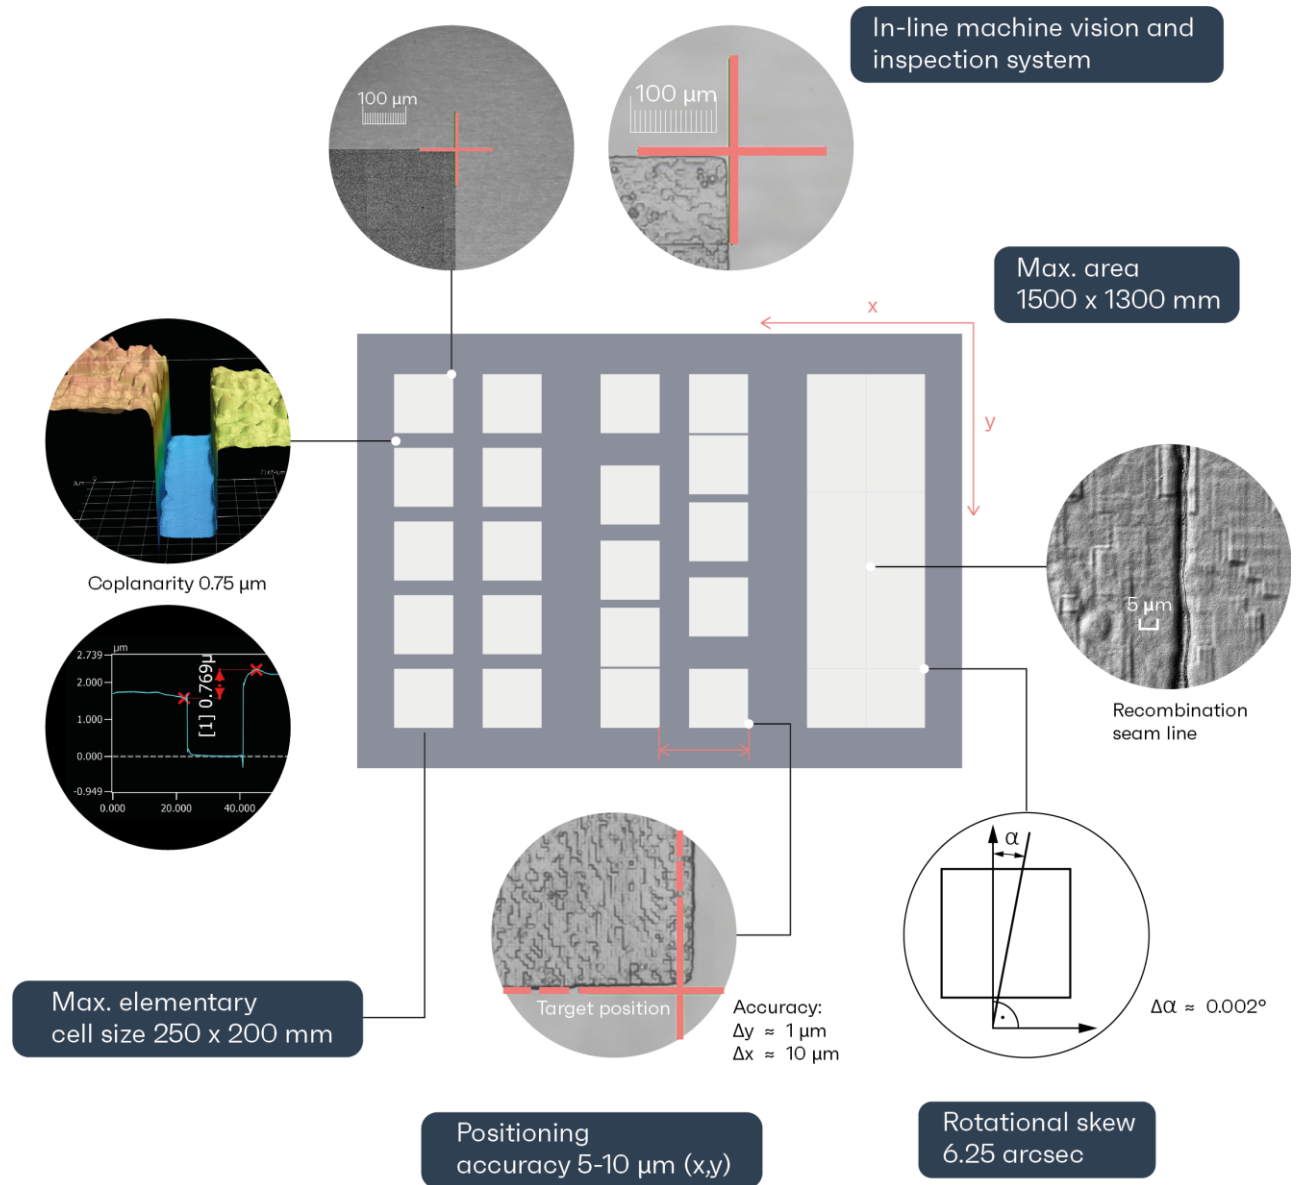 In-line machine vision and
inspection system
100 µm
100 µm
Max. area
1500 x 1300 mm
x
y
Coplanarity 0.75 µm
5 µm
Recombination
seam line
µm
2.739
2.000
1.000
0.000
-0.949
0.000
20.000
40.000
[1] 0.769µ
α
Δα ≈ 0.002°
Target position
Accuracy:
Δy ≈ 1 µm
Δx ≈ 10 µm
Max. elementary
cell size 250 x 200 mm
Positioning
accuracy 5-10 µm (x,y)
Rotational skew
6.25 arcsec